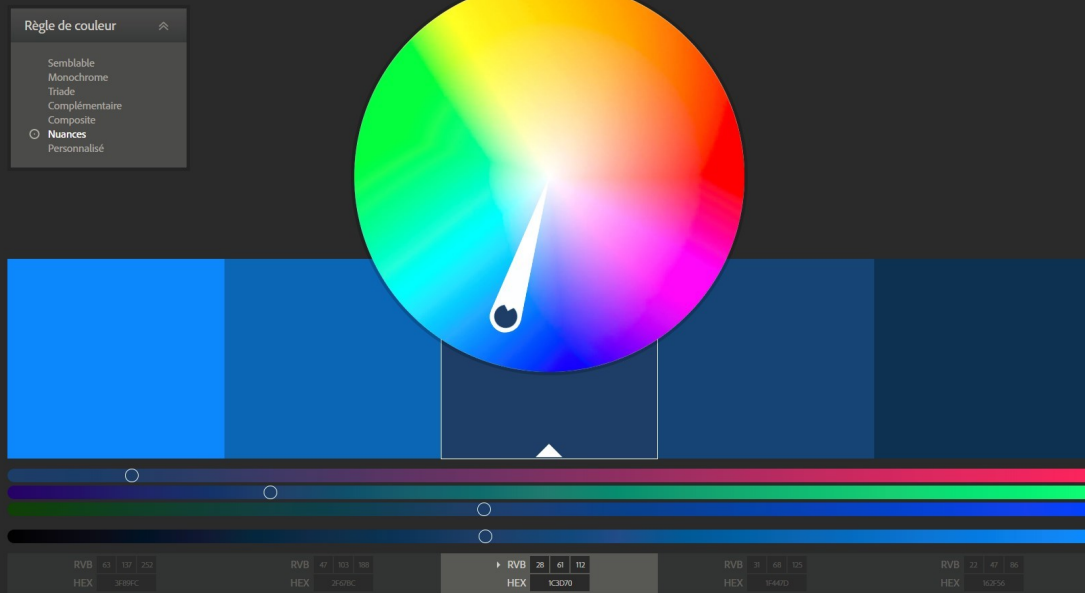 Règle de couleur
Semblable
Monochrome
Triade
Complémentaire
Composite
Nuances
Personnalisé
RVB 63 137 252
HEX 3F89FC
RVB 47 103 188
HEX 2F67BC
RVB 28 61 112
HEX 1C3D70
RVB 31 68 125
HEX 1F447D
RVB 22 47 86
HEX 162F56